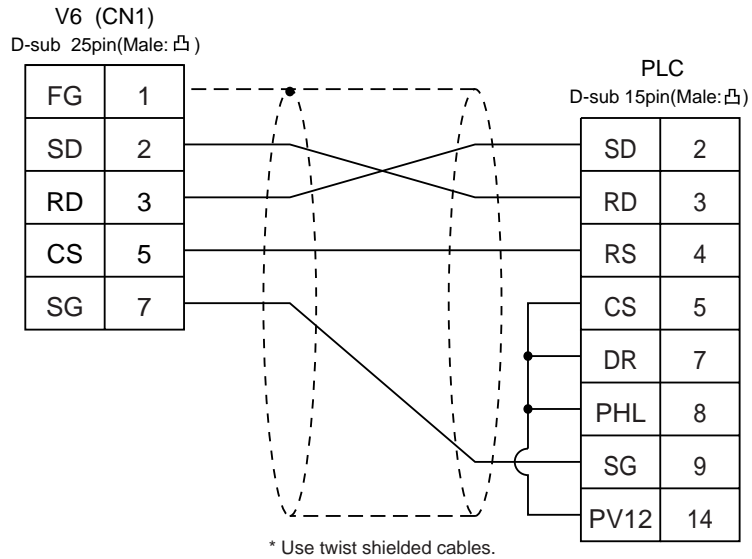 V6 (CN1)
D-sub 25pin(Male: )
FG 1
SD 2
RD 3
CS 5
SG 7
PLC
D-sub 15pin(Male: )
SD 2
RD 3
RS 4
CS 5
DR 7
PHL 8
SG 9
PV12 14
* Use twist shielded cables.